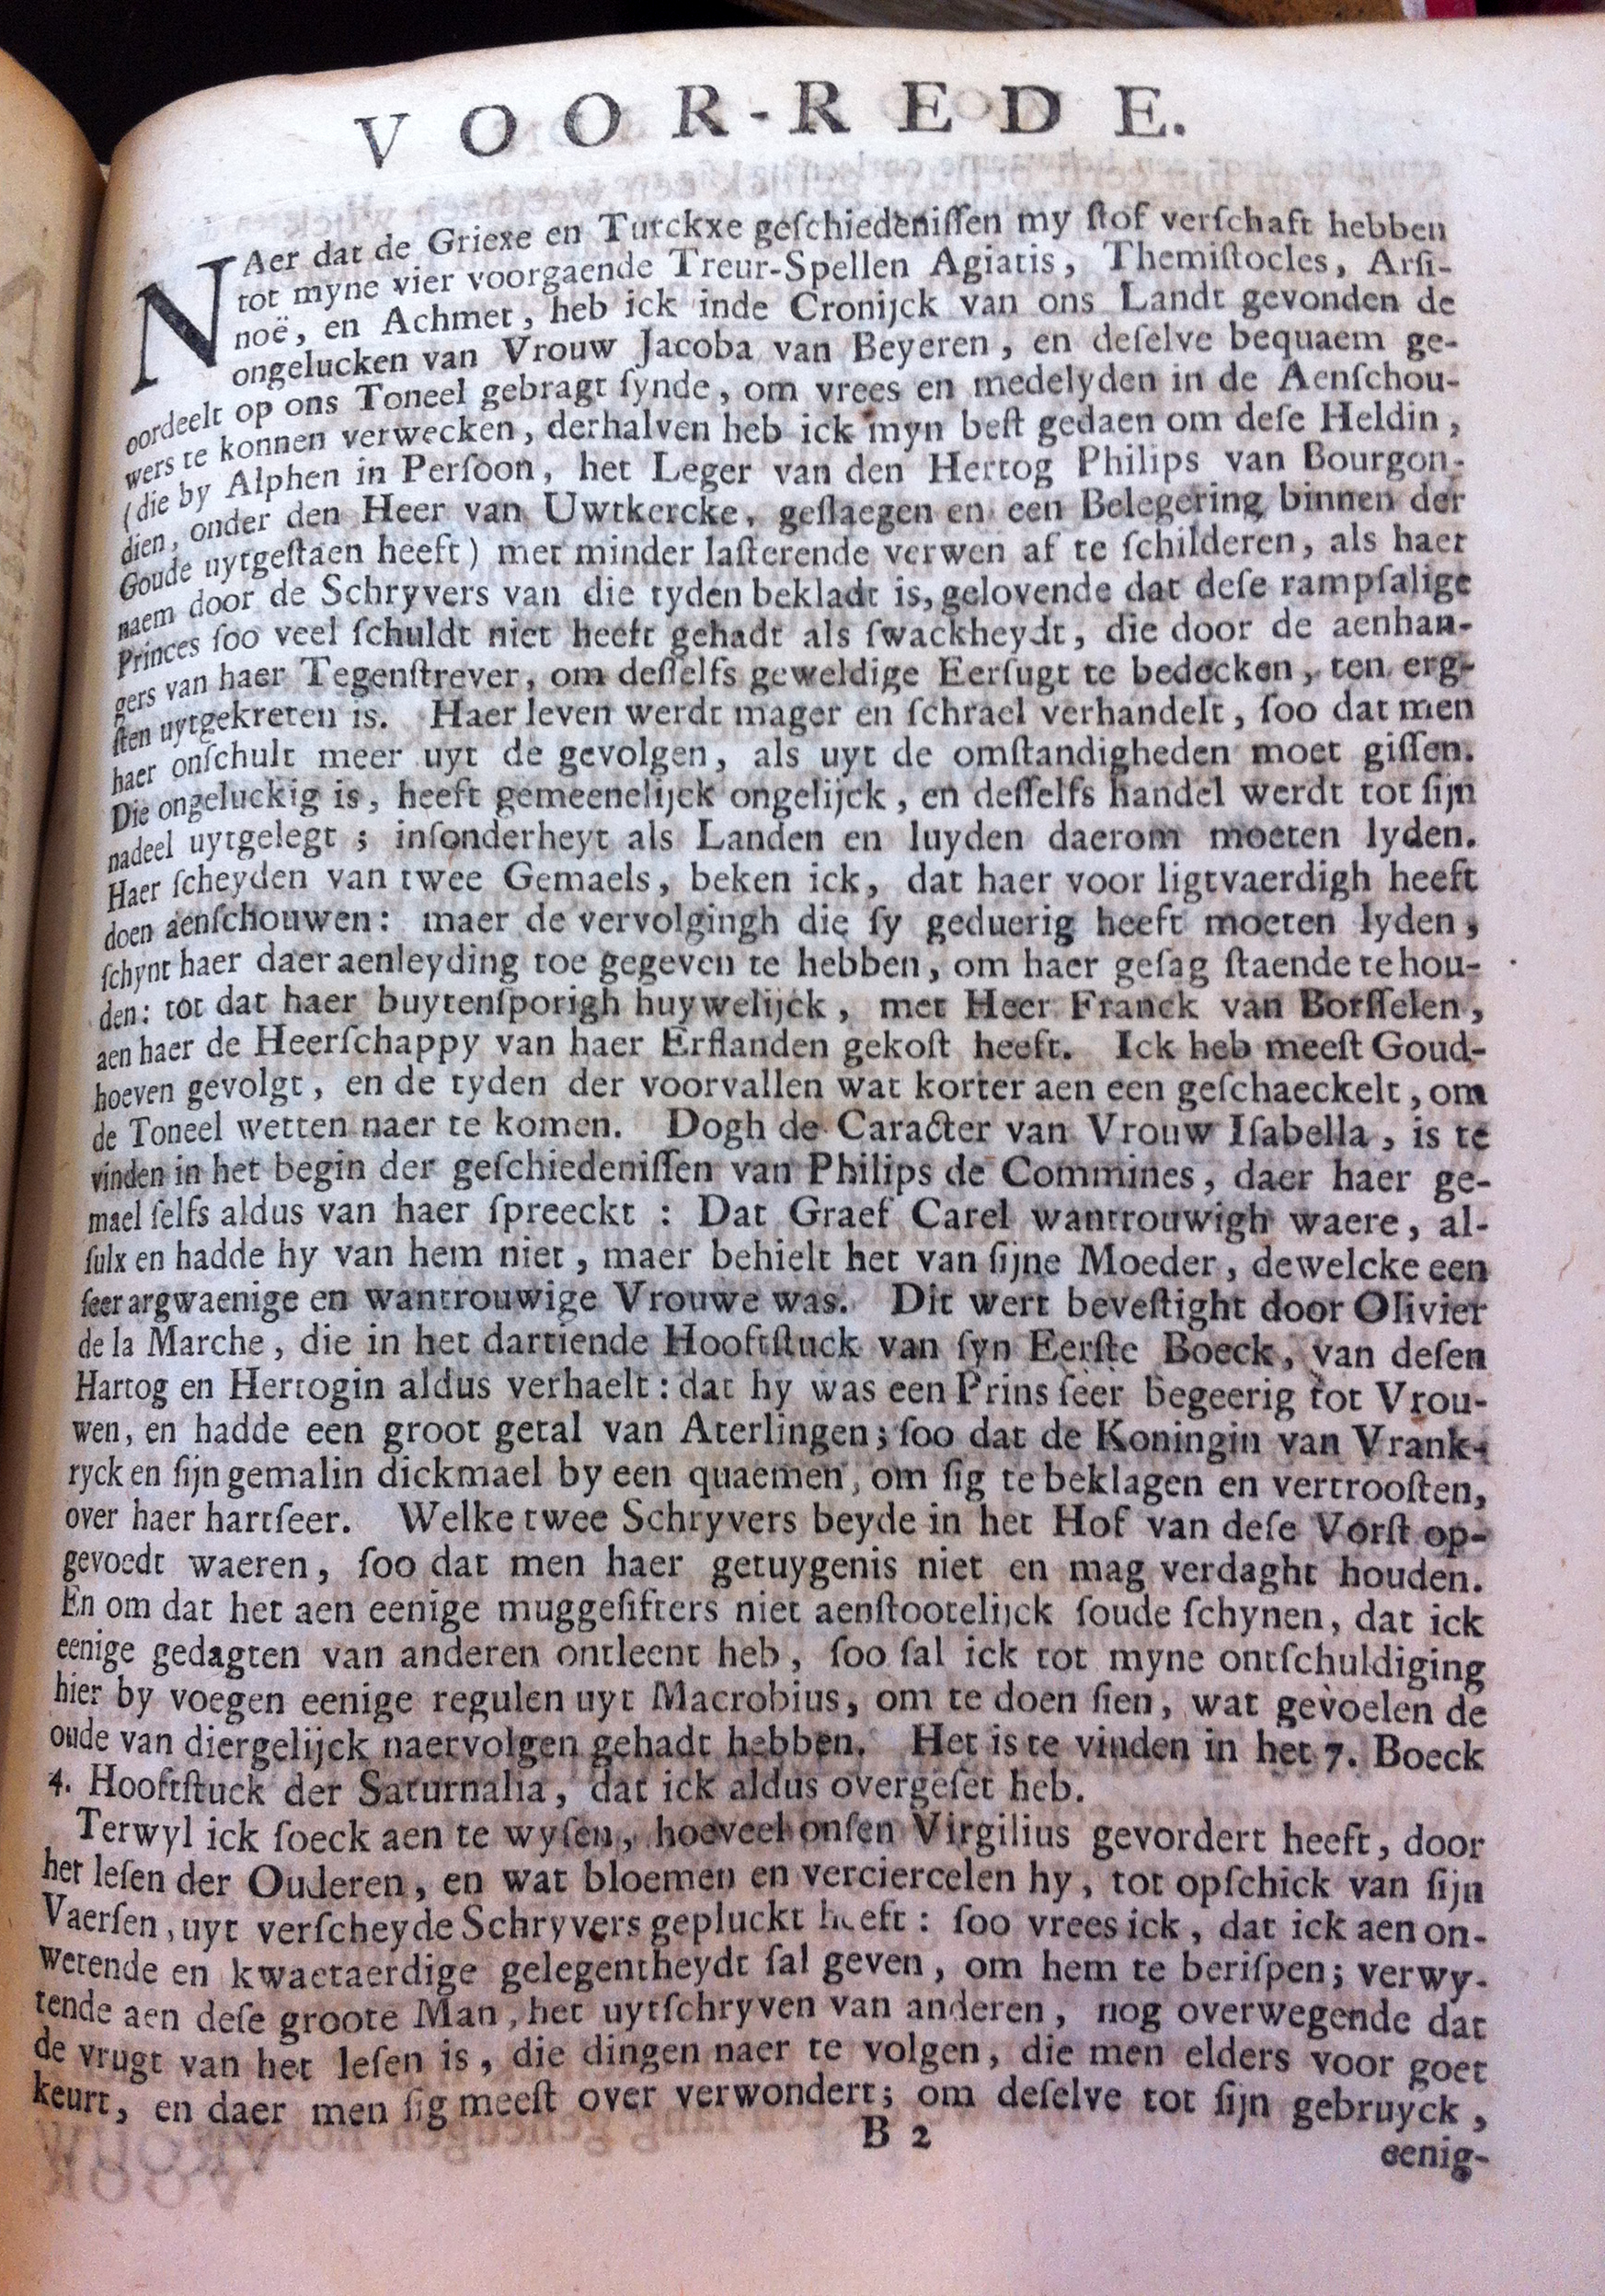 VOOR-REDE.
NAer dat de Griexe en Turckxe geſchiedeniſſen my ſtof verſchaft hebben
tot myne vier voorgaende Treur-Spellen Agiatis, Themiſtocles, Arſi-
noë, en Achmet, heb ick inde Cronijck van ons Landt gevonden de
ongelucken van Vrouw Jacoba van Beyeren, en deſelve bequaem ge-
oordeelt op ons Toneel gebragt ſynde, om vrees en medelyden in de Aenſchou-
wers te konnen verwecken, derhalven heb ick myn beſt gedaen om deſe Heldin,
(die by Alphen in Perſoon, het Leger van den Hertog Philips van Bourgon-
dien, onder den Heer van Uwtkercke, geſlaegen en een Belegering binnen der
Goude uytgeſtaen heeft) met minder laſterende verwen af te ſchilderen, als haer
naem door de Schryvers van die tyden bekladt is, gelovende dat deſe rampſalige
Princes ſoo veel ſchuldt niet heeft gehadt als ſwackheydt, die door de aenhan-
gers van haer Tegenſtrever, om deſſelfs geweldige Eerſugt te bedecken, ten erg-
ſten uytgekreten is. Haer leven werdt mager en ſchrael verhandelt, ſoo dat men
haer onſchult meer uyt de gevolgen, als uyt de omſtandigheden moet giſſen.
Die ongeluckig is, heeft gemeenelijck ongelijck, en deſſelfs handel werdt tot ſijn
nadeel uytgelegt; inſonderheyt als Landen en luyden daerom moeten lyden.
Haer ſcheyden van twee Gemaels, beken ick, dat haer voor ligtvaerdigh heeft
doen aenſchouwen: maer de vervolgingh die ſy geduerig heeft moeten lyden,
ſchynt haer daer aenleyding toe gegeven te hebben, om haer geſag ſtaende te hou-
den: tot dat haer buytenſporigh huywelijck, met Heer Franck van Borſſelen,
aen haer de Heerſchappy van haer Erflanden gekoſt heeft. Ick heb meeſt Goud-
hoeven gevolgt, en de tyden der voorvallen wat korter aen een geſchaeckelt, om
de Toneel wetten naer te komen. Dogh de Caracter van Vrouw Iſabella, is te
vinden in het begin der geſchiedeniſſen van Philips de Commines, daer haer ge-
mael ſelfs aldus van haer ſpreeckt : Dat Graef Carel wantrouwigh waere, al-
ſulx en hadde hy van hem niet, maer behielt het van ſijne Moeder, dewelcke een
ſeer argwaenige en wantrouwige Vrouwe was. Dit wert beveſtight door Olivier
de la Marche, die in het dartiende Hooftſtuck van ſyn Eerſte Boeck, van deſen
Hartog en Hertogin aldus verhaelt: dat hy was een Prins ſeer begeerig tot Vrou-
wen, en hadde een groot getal van Aterlingen; ſoo dat de Koningin van Vrank-
ryck en ſijn gemalin dickmael by een quaemen, om ſig te beklagen en vertrooſten,
over haer hartſeer. Welke twee Schryvers beyde in het Hof van deſe Vorſt op-
gevoedt waeren, ſoo dat men haer getuygenis niet en mag verdaght houden.
En om dat het aen eenige muggeſifters niet aenſtootelijck ſoude ſchynen, dat ick
eenige gedagten van anderen ontleent heb, ſoo ſal ick tot myne ontſchuldiging
hier by voegen eenige regulen uyt Macrobius, om te doen ſien, wat gevoelen de
oude van diergelijck naervolgen gehadt hebben. Het is te vinden in het 7. Boeck
4. Hooftſtuck der Saturnalia, dat ick aldus overgeſet heb.
Terwyl ick ſoeck aen te wyſen, hoeveel onſen Virgilius gevordert heeft, door
het leſen der Ouderen, en wat bloemen en verciercelen hy, tot opſchick van ſijn
Vaerſen, uyt verſcheyde Schryvers gepluckt heeft: ſoo vrees ick, dat ick aen on-
wetende en kwaetaerdige gelegentheydt ſal geven, om hem te beriſpen; verwy-
tende aen deſe groote Man, het uytſchryven van anderen, nog overwegende dat
de vrugt van het leſen is, die dingen naer te volgen, die men elders voor goet
keurt, en daer men ſig meeſt over verwondert; om deſelve tot ſijn gebruyck,
B 2
eenig-